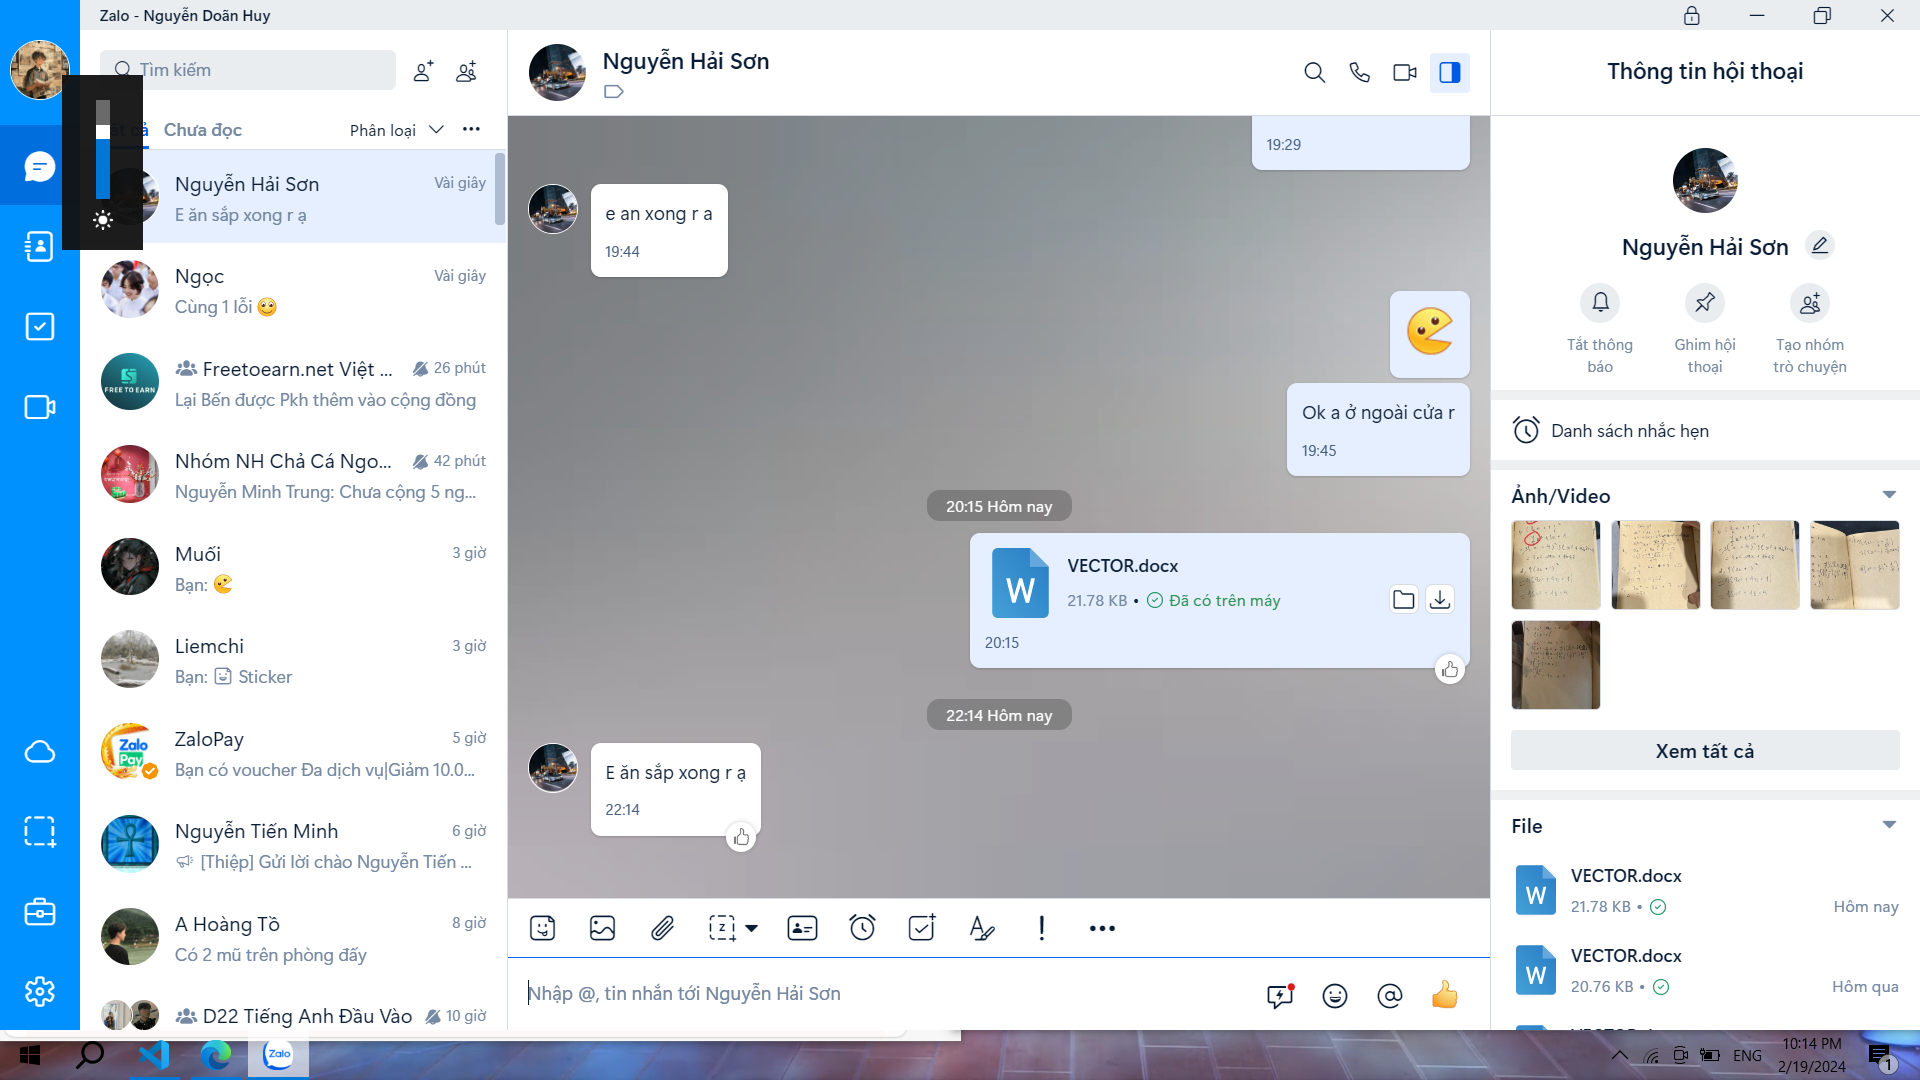 Zalo - Nguyễn Doãn Huy
Tìm kiếm
Chưa đọc
Phân loại
Nguyễn Hải Sơn
Vài giây
E ăn sắp xong r ạ
Ngọc
Vài giây
Cùng 1 lỗi
Freetoearn.net Việt ...
26 phút
Lại Bến được Pkh thêm vào cộng đồng
FREE TO EARN
Nhóm NH Chả Cá Ngo...
42 phút
Nguyễn Minh Trung: Chưa cộng 5 ng...
Muối
3 giờ
Bạn:
Liemchi
3 giờ
Bạn: Sticker
Zalo
Pay
ZaloPay
5 giờ
Bạn có voucher Đa dịch vụ|Giảm 10.0...
Nguyễn Tiến Minh
6 giờ
[Thiệp] Gửi lời chào Nguyễn Tiến ...
A Hoàng Tồ
8 giờ
Có 2 mũ trên phòng đấy
D22 Tiếng Anh Đầu Vào
10 giờ
Nguyễn Hải Sơn
19:29
e an xong r a
19:44
Ok a ở ngoài cửa r
19:45
20:15 Hôm nay
W
VECTOR.docx
21.78 KB • Đã có trên máy
20:15
22:14 Hôm nay
E ăn sắp xong r ạ
22:14
Nhập @, tin nhắn tới Nguyễn Hải Sơn
Thông tin hội thoại
Nguyễn Hải Sơn
Tắt thông
báo
Ghim hội
thoại
Tạo nhóm
trò chuyện
Danh sách nhắc hẹn
Ảnh/Video
Xem tất cả
File
W
VECTOR.docx
21.78 KB •
Hôm nay
W
VECTOR.docx
20.76 KB •
Hôm qua
Zalo
ENG
10:14 PM
2/19/2024
1